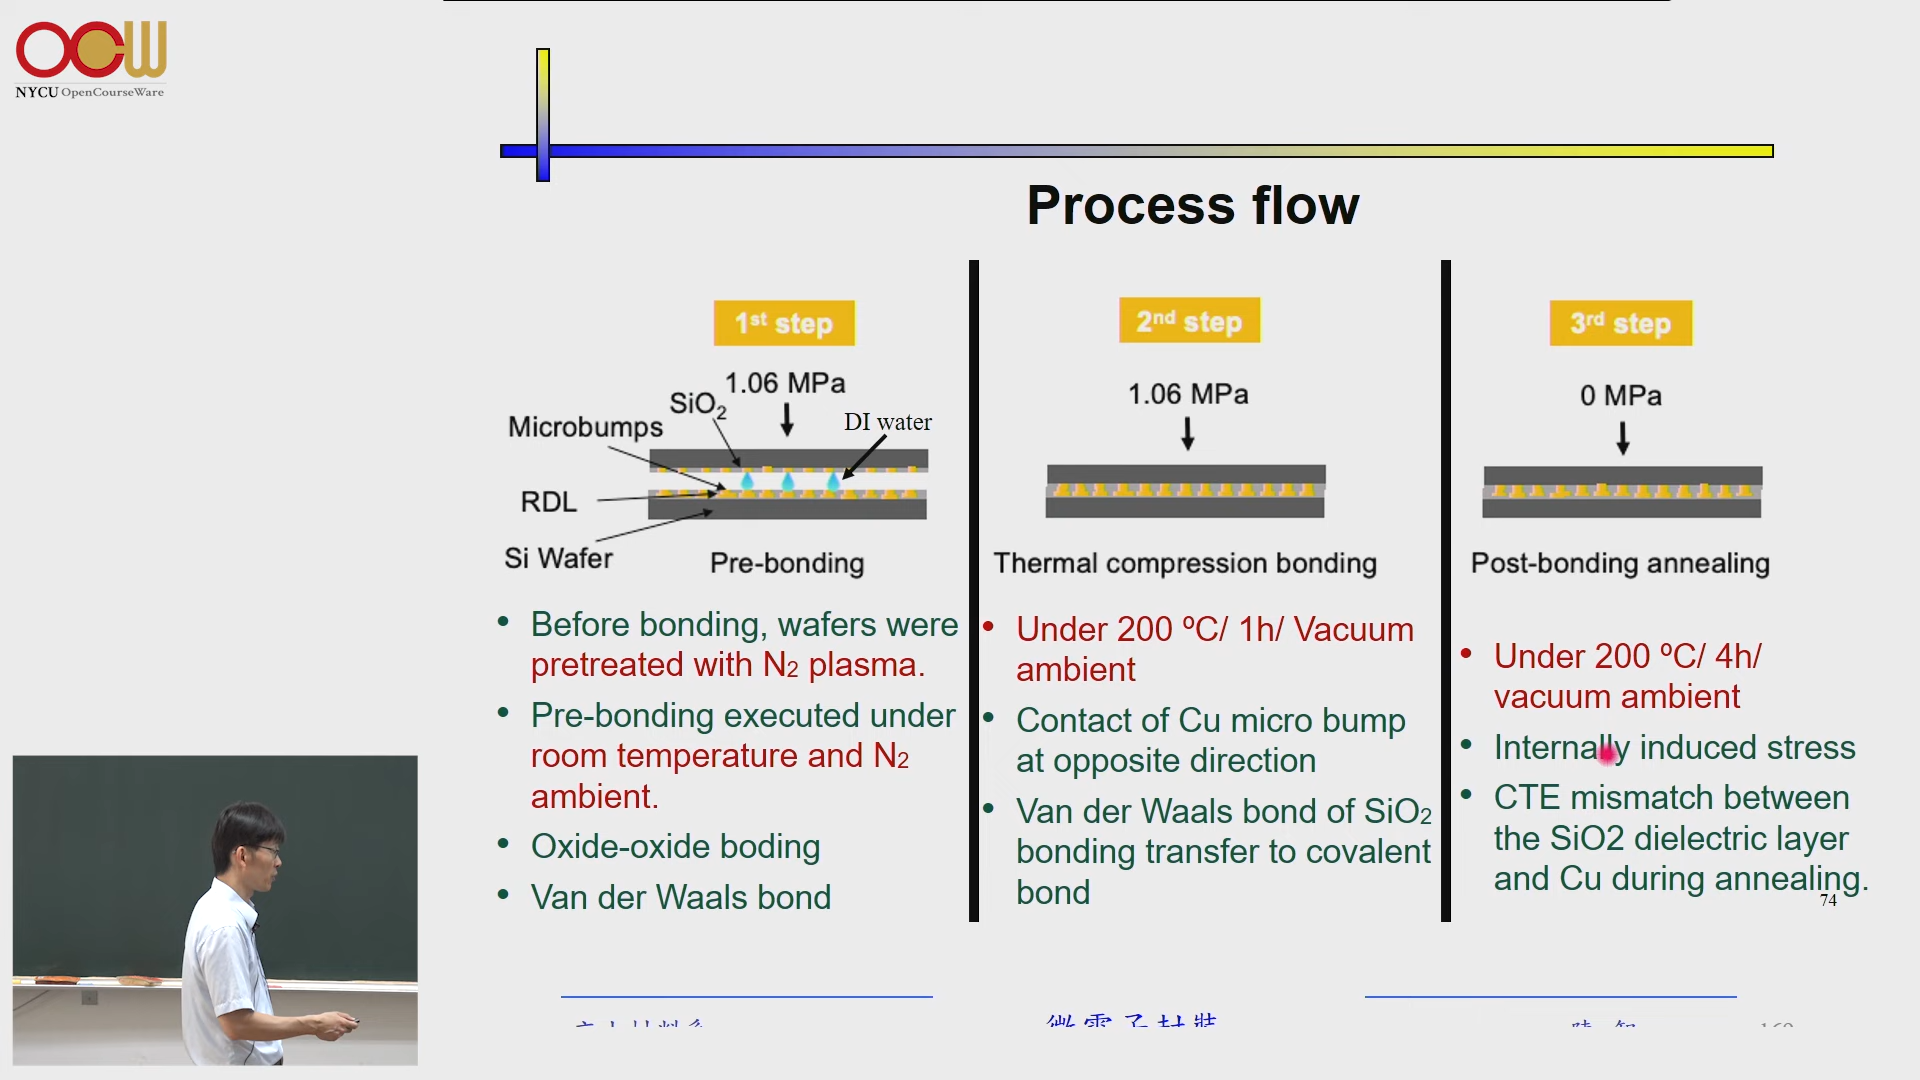 NYCU OpenCourseWare
Process flow
1st step
1.06 MPa
SiO2
DI water
Microbumps
RDL
Si Wafer
Pre-bonding
• Before bonding, wafers were
pretreated with N2 plasma.
• Pre-bonding executed under
room temperature and N2
ambient.
• Oxide-oxide boding
• Van der Waals bond
2nd step
1.06 MPa
Thermal compression bonding
• Under 200 ºC/ 1h/ Vacuum
ambient
• Contact of Cu micro bump
at opposite direction
• Van der Waals bond of SiO2
bonding transfer to covalent
bond
3rd step
0 MPa
Post-bonding annealing
• Under 200 ºC/ 4h/
vacuum ambient
• Internally induced stress
• CTE mismatch between
the SiO2 dielectric layer
and Cu during annealing.
74
微電子封裝